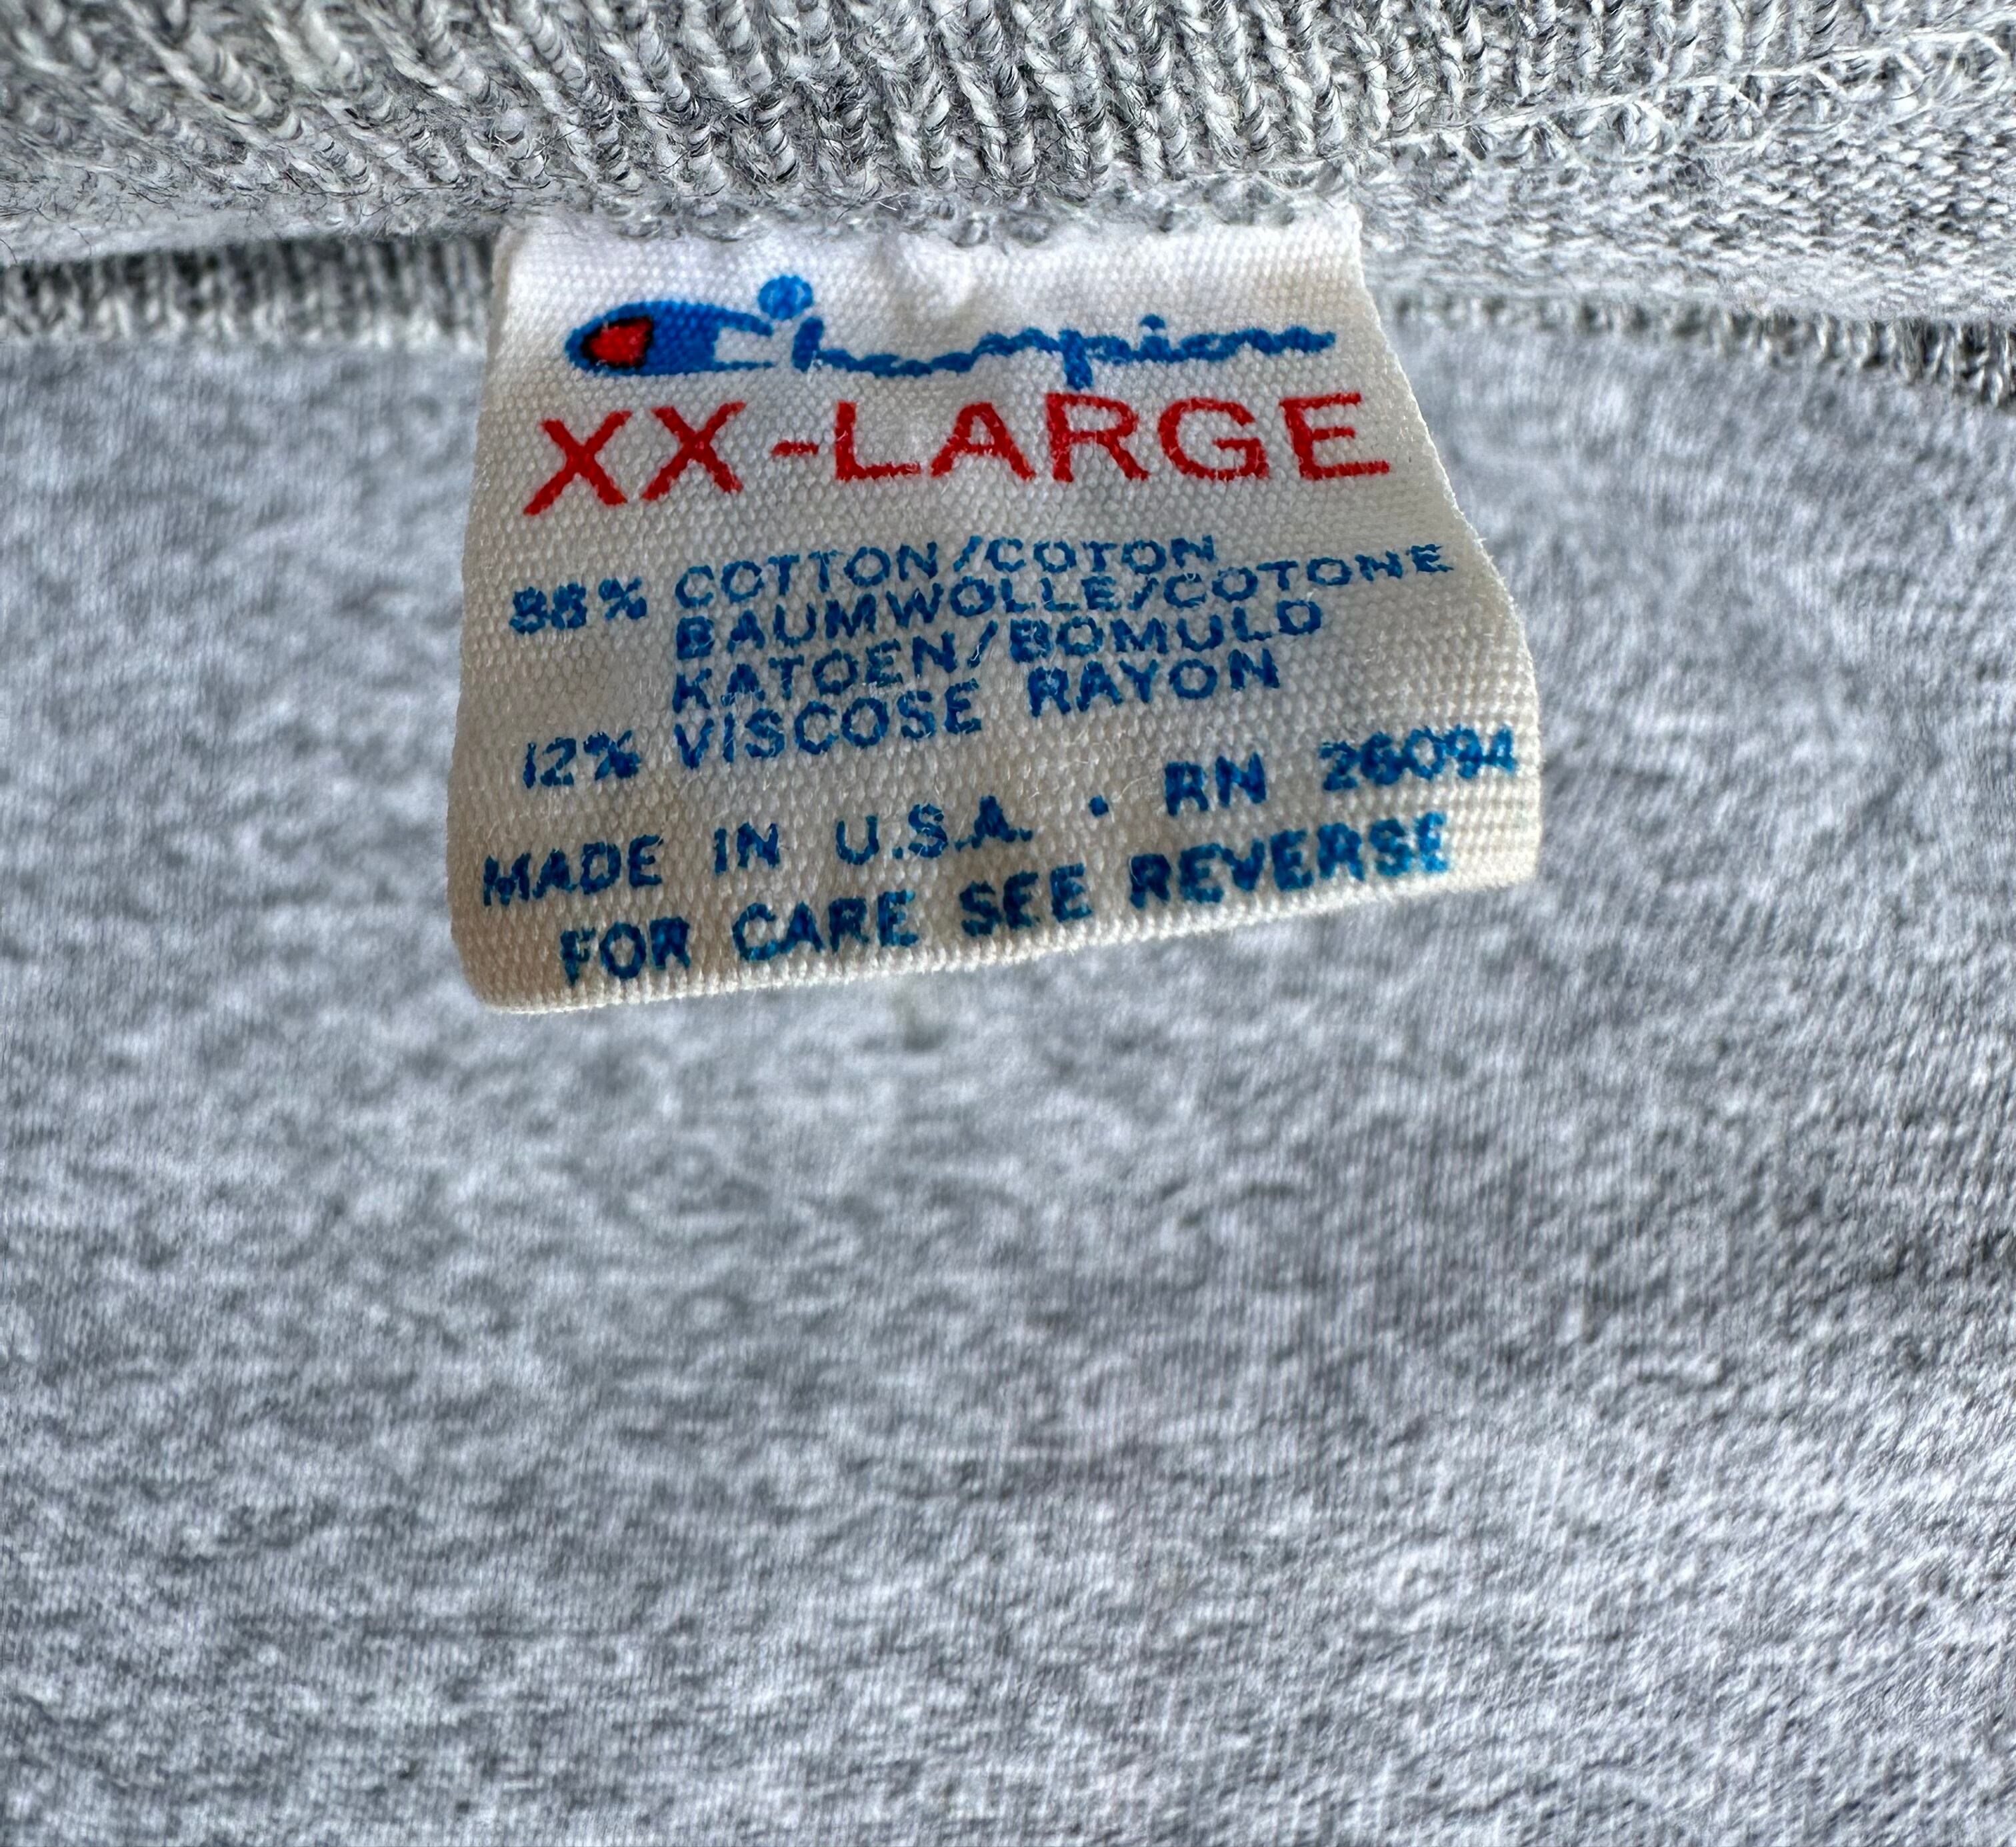 Champion
XX-LARGE
88% COTTON/COTON
BAUMWOLLE/COTONE
KATOEN/BOMULD
12% VISCOSE RAYON
MADE IN U.S.A. · RN 26094
FOR CARE SEE REVERSE